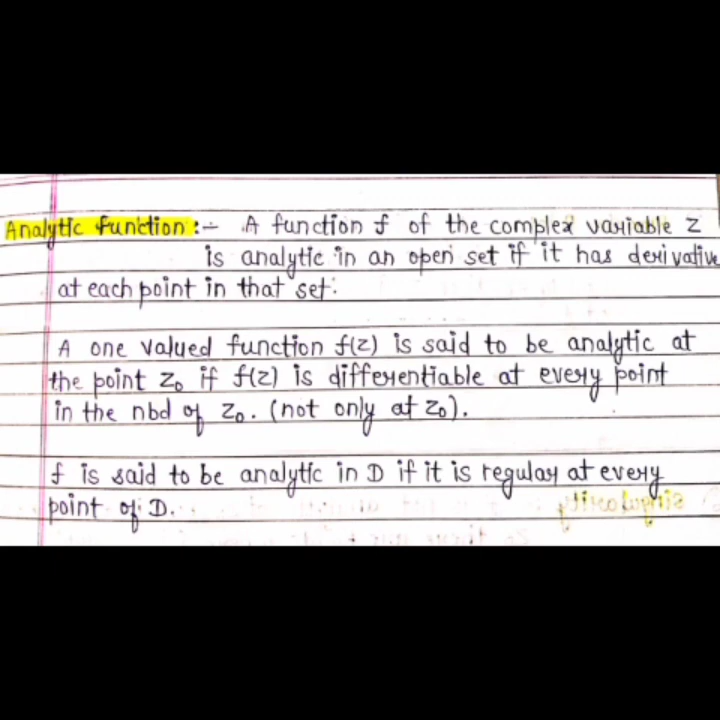 Analytic function :- A function f of the complex variable z
is analytic in an open set if it has derivative
at each point in that set.
A one valued function f(z) is said to be analytic at
the point z₀ if f(z) is differentiable at every point
in the nbd of z₀. (not only at z₀).
f is said to be analytic in D if it is regular at every
point of D.